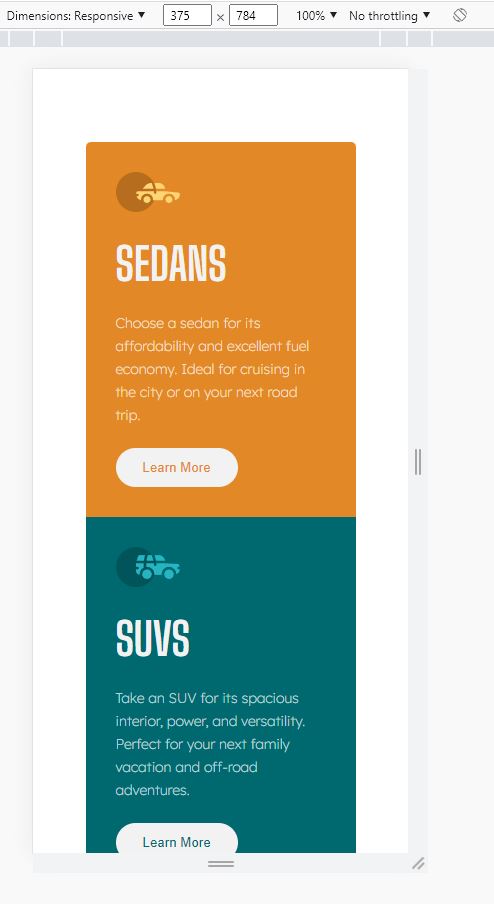 Dimensions: Responsive ▼ 375 × 784 100% ▼ No throttling ▼
SEDANS
Choose a sedan for its
affordability and excellent fuel
economy. Ideal for cruising in
the city or on your next road
trip.
Learn More
SUVS
Take an SUV for its spacious
interior, power, and versatility.
Perfect for your next family
vacation and off-road
adventures.
Learn More